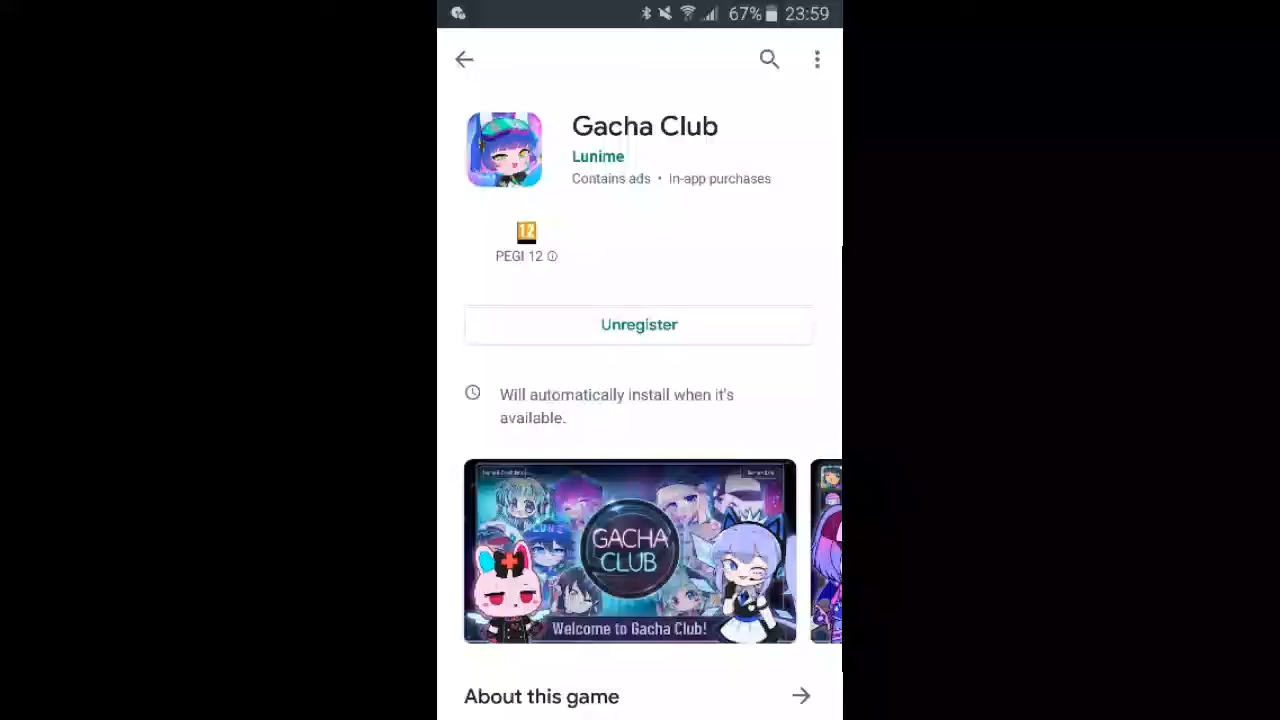 67% 23:59
Gacha Club
Lunime
Contains ads • In-app purchases
12
PEGI 12
Unregister
Will automatically install when it's
available.
GACHA
CLUB
Welcome to Gacha Club!
About this game